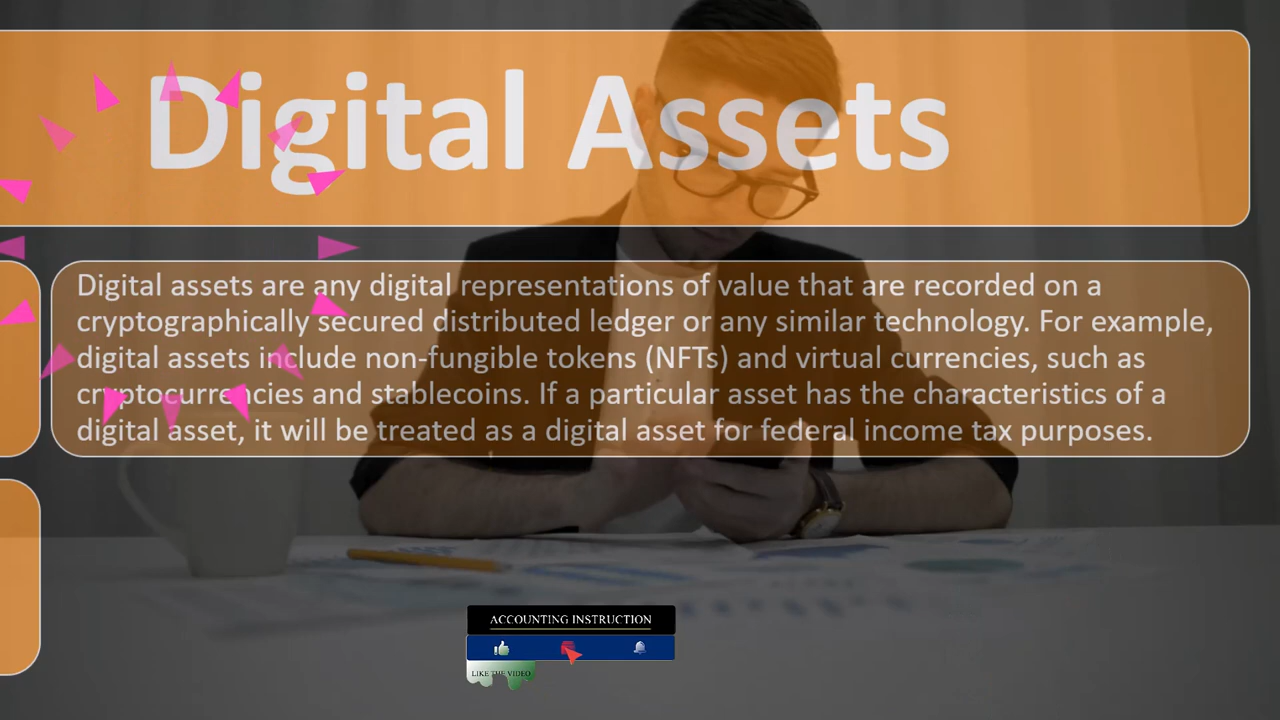 Digital Assets
Digital assets are any digital representations of value that are recorded on a
cryptographically secured distributed ledger or any similar technology. For example,
digital assets include non-fungible tokens (NFTs) and virtual currencies, such as
cryptocurrencies and stablecoins. If a particular asset has the characteristics of a
digital asset, it will be treated as a digital asset for federal income tax purposes.
ACCOUNTING INSTRUCTION
LIKE THE VIDEO